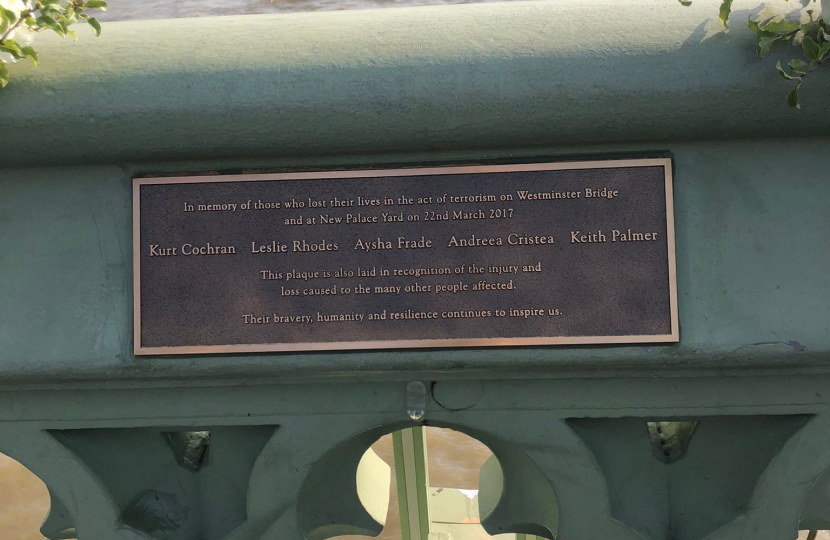 In memory of those who lost their lives in the act of terrorism on Westminster Bridge
and at New Palace Yard on 22nd March 2017
Kurt Cochran Leslie Rhodes Aysha Frade Andreea Cristea Keith Palmer
This plaque is also laid in recognition of the injury and
loss caused to the many other people affected.
Their bravery, humanity and resilience continues to inspire us.